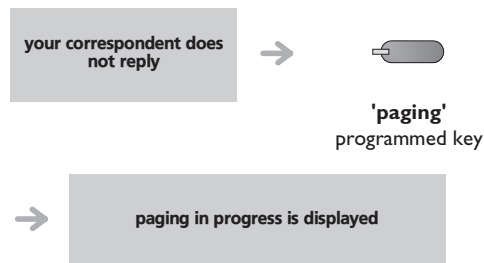 your correspondent does
not reply
'paging'
programmed key
paging in progress is displayed